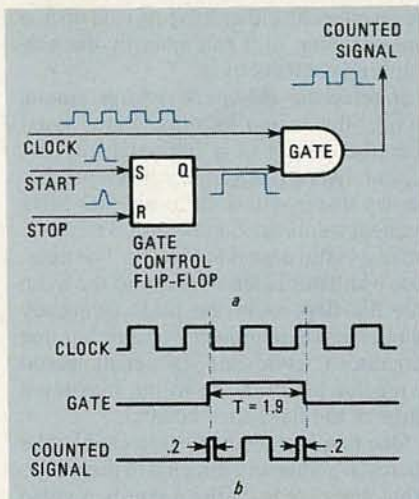 COUNTED
SIGNAL
CLOCK
START
STOP
S
Q
R
GATE
GATE
CONTROL
FLIP-FLOP
a
CLOCK
GATE
T = 1.9
COUNTED
SIGNAL
.2
.2
b